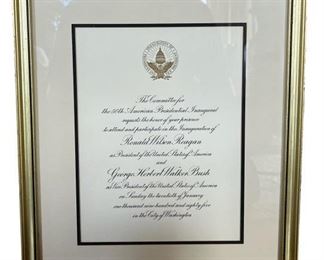 The Committee for
the 50th American Presidential Inaugural
requests the honor of your presence
to attend and participate in the Inauguration of
Ronald Wilson Reagan
as President of the United States of America
and
George Herbert Walker Bush
as Vice President of the United States of America
on Sunday the twentieth of January
one thousand nine hundred and eighty five
in the City of Washington